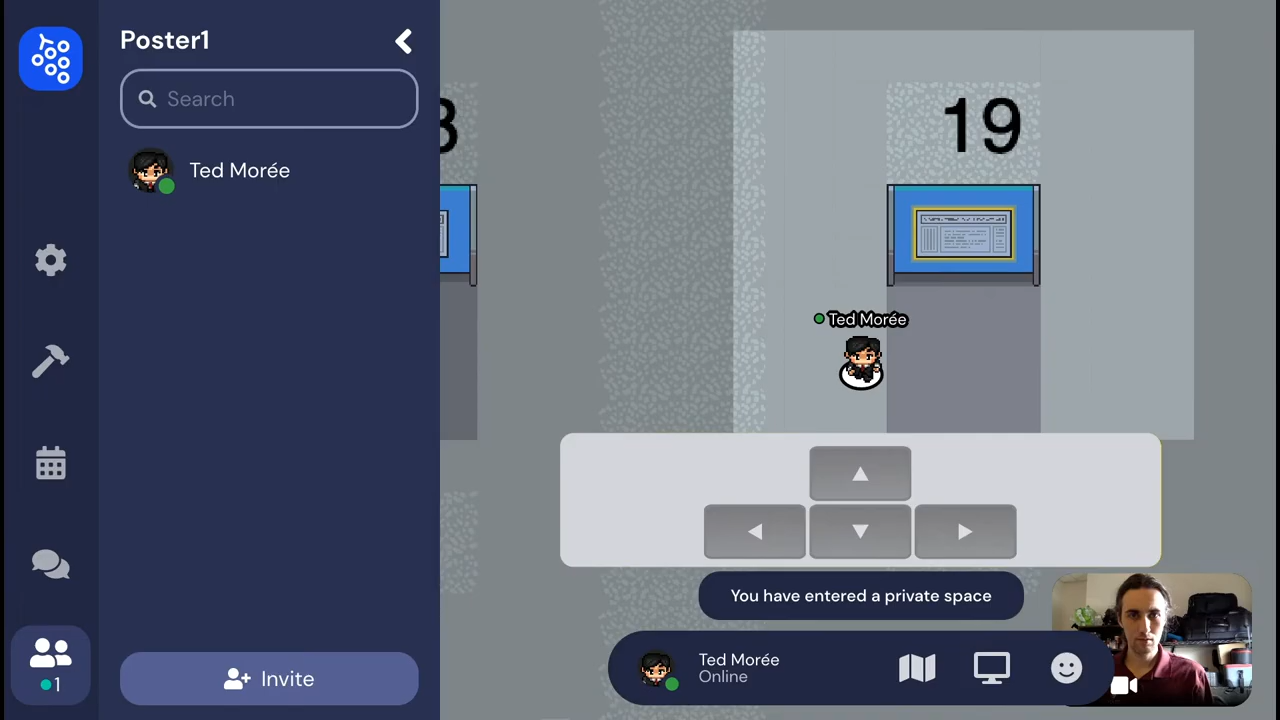 Poster1
Search
Ted Morée
1
Invite
19
Ted Morée
You have entered a private space
Ted Morée
Online